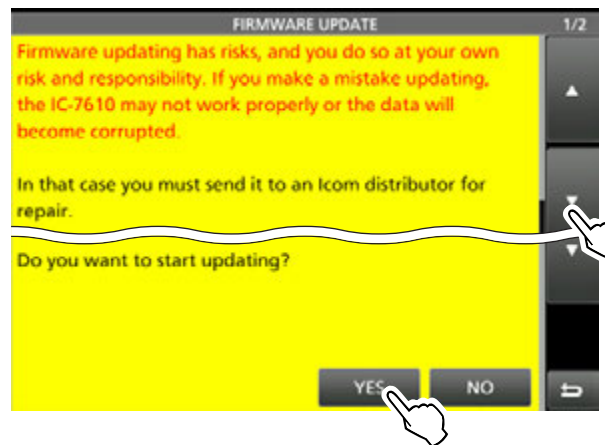 FIRMWARE UPDATE 1/2
Firmware updating has risks, and you do so at your own
risk and responsibility. If you make a mistake updating,
the IC-7610 may not work properly or the data will
become corrupted.
In that case you must send it to an Icom distributor for
repair.
Do you want to start updating?
YES NO